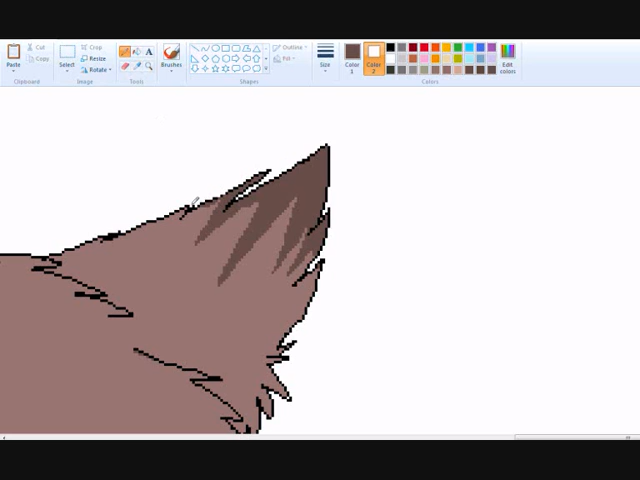 Paste
Cut
Copy
Clipboard
Select
Crop
Resize
Rotate
Image
A
Tools
Brushes
Outline
Fill
Shapes
Size
Color
1
Color
2
Edit
colors
Colors